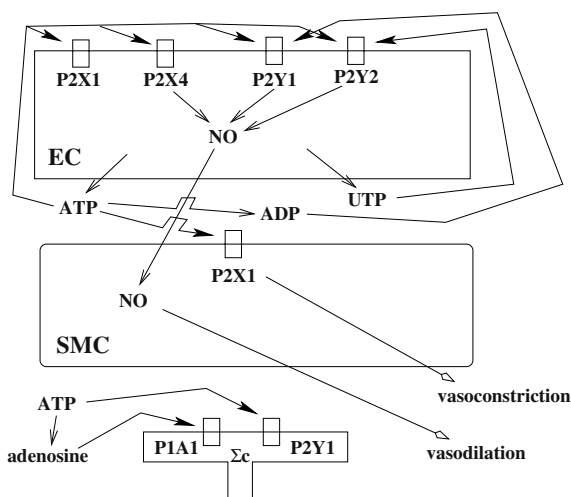 P2X1 P2X4 P2Y1 P2Y2
NO
EC
ATP ADP UTP
P2X1
NO
SMC
vasoconstriction
ATP
P1A1 Σc P2Y1
adenosine
vasodilation